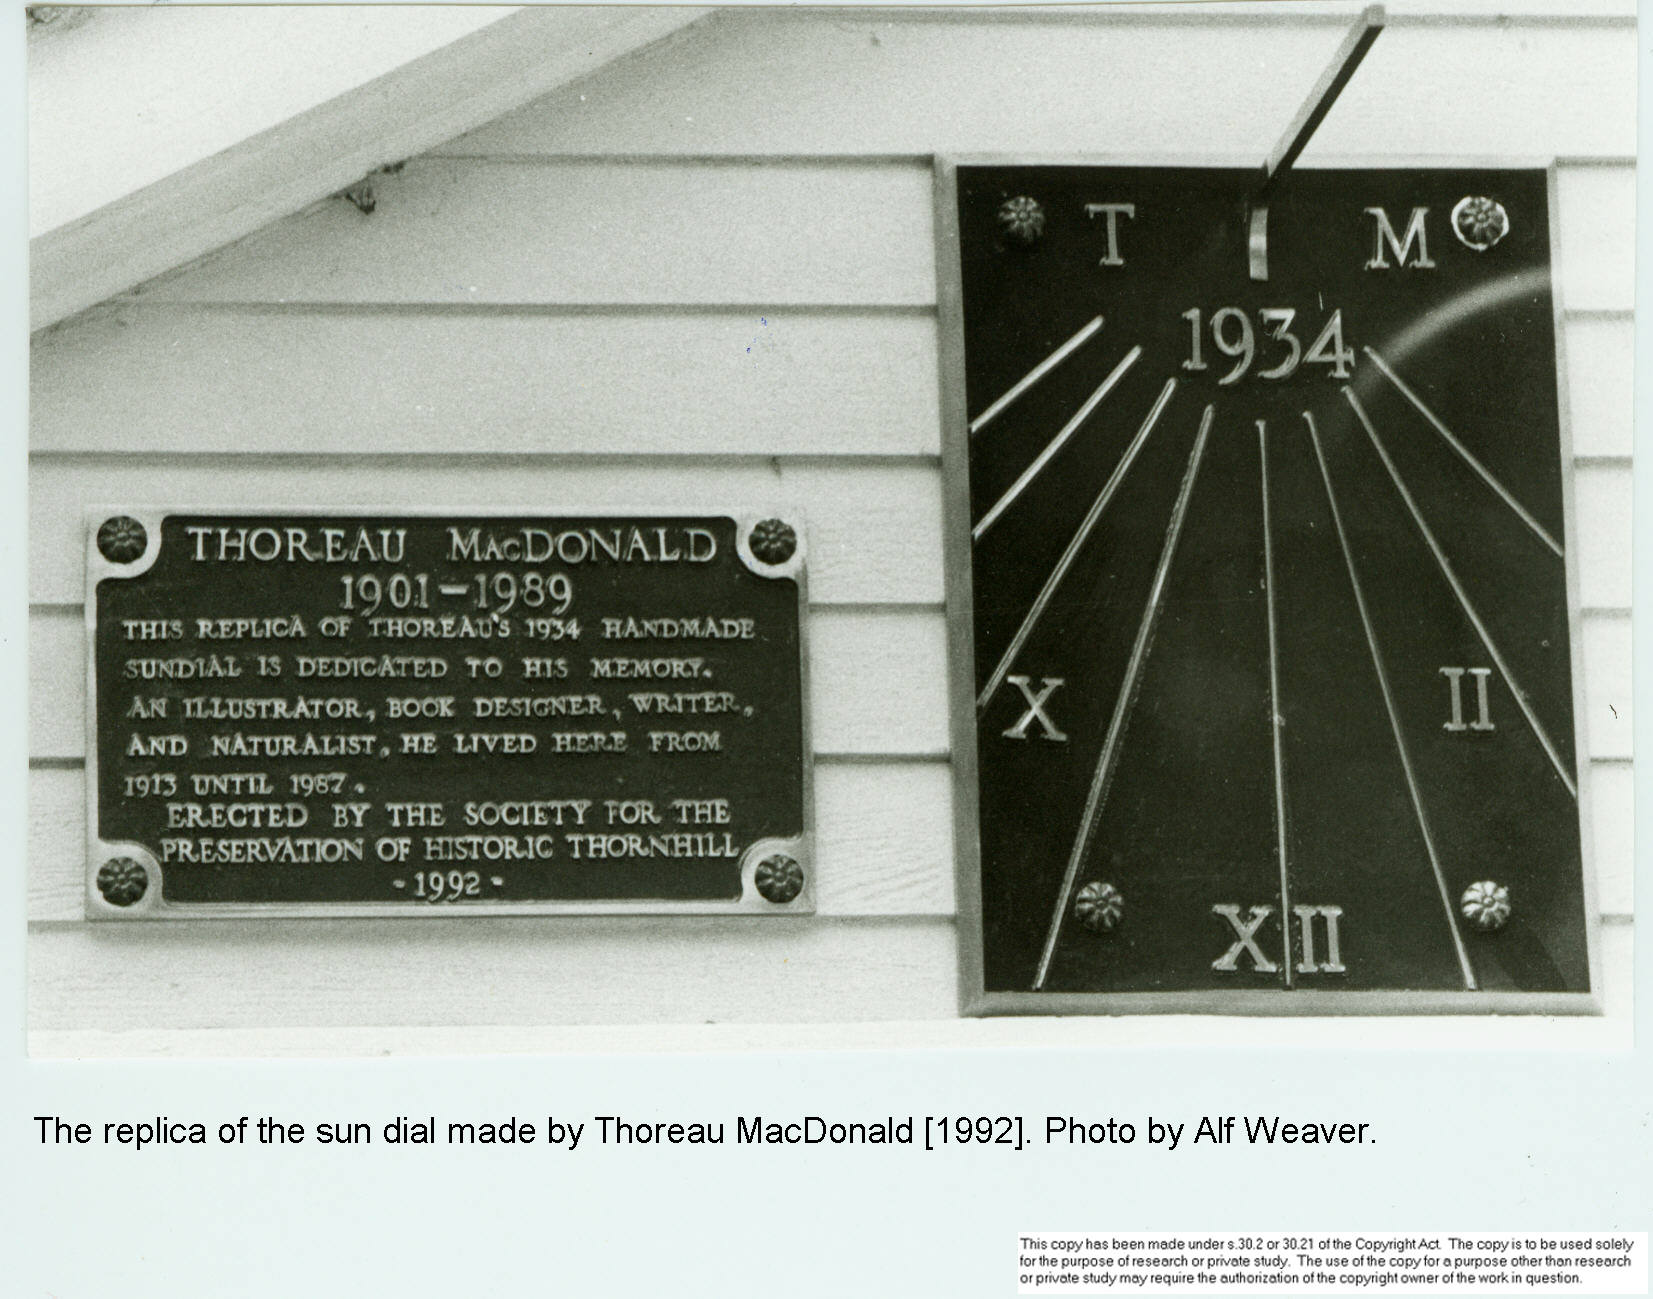 THOREAU MacDONALD
1901-1989
THIS REPLICA OF THOREAU'S 1934 HANDMADE
SUNDIAL IS DEDICATED TO HIS MEMORY.
AN ILLUSTRATOR, BOOK DESIGNER, WRITER,
AND NATURALIST, HE LIVED HERE FROM
1913 UNTIL 1987.
ERECTED BY THE SOCIETY FOR THE
PRESERVATION OF HISTORIC THORNHILL
-1992-
T M
1934
X II
XII
The replica of the sun dial made by Thoreau MacDonald [1992]. Photo by Alf Weaver.
This copy has been made under s.30.2 or 30.21 of the Copyright Act. The copy is to be used solely
for the purpose of research or private study. The use of the copy for a purpose other than research
or private study may require the authorization of the copyright owner of the work in question.